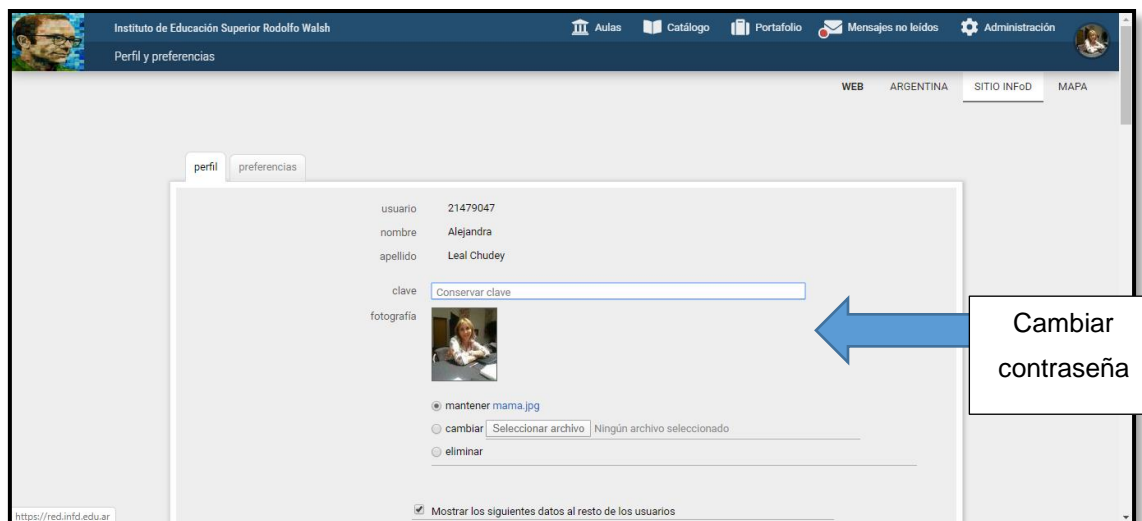 Instituto de Educación Superior Rodolfo Walsh
Aulas Catálogo Portafolio Mensajes no leídos Administración
Perfil y preferencias
WEB ARGENTINA SITIO INFoD MAPA
perfil preferencias
usuario 21479047
nombre Alejandra
apellido Leal Chudey
clave Conservar clave
fotografía
Cambiar
contraseña
mantener mama.jpg
cambiar Seleccionar archivo Ningún archivo seleccionado
eliminar
Mostrar los siguientes datos al resto de los usuarios
https://red.infd.edu.ar